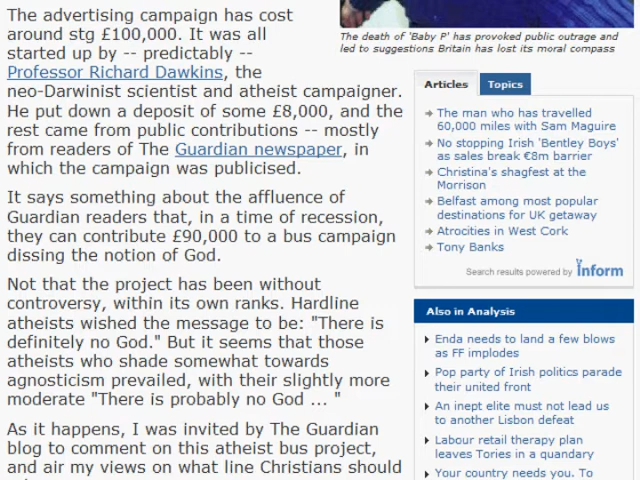 The advertising campaign has cost
around stg £100,000. It was all
started up by -- predictably --
Professor Richard Dawkins, the
neo-Darwinist scientist and atheist campaigner.
He put down a deposit of some £8,000, and the
rest came from public contributions -- mostly
from readers of The Guardian newspaper, in
which the campaign was publicised.
It says something about the affluence of
Guardian readers that, in a time of recession,
they can contribute £90,000 to a bus campaign
dissing the notion of God.
Not that the project has been without
controversy, within its own ranks. Hardline
atheists wished the message to be: "There is
definitely no God." But it seems that those
atheists who shade somewhat towards
agnosticism prevailed, with their slightly more
moderate "There is probably no God ... "
As it happens, I was invited by The Guardian
blog to comment on this atheist bus project,
and air my views on what line Christians should
The death of 'Baby P' has provoked public outrage and
led to suggestions Britain has lost its moral compass
Articles Topics
The man who has travelled
60,000 miles with Sam Maguire
No stopping Irish 'Bentley Boys'
as sales break €8m barrier
Christina's shagfest at the
Morrison
Belfast among most popular
destinations for UK getaway
Atrocities in West Cork
Tony Banks
Search results powered by inform
Also in Analysis
Enda needs to land a few blows
as FF implodes
Pop party of Irish politics parade
their united front
An inept elite must not lead us
to another Lisbon defeat
Labour retail therapy plan
leaves Tories in a quandary
Your country needs you. To